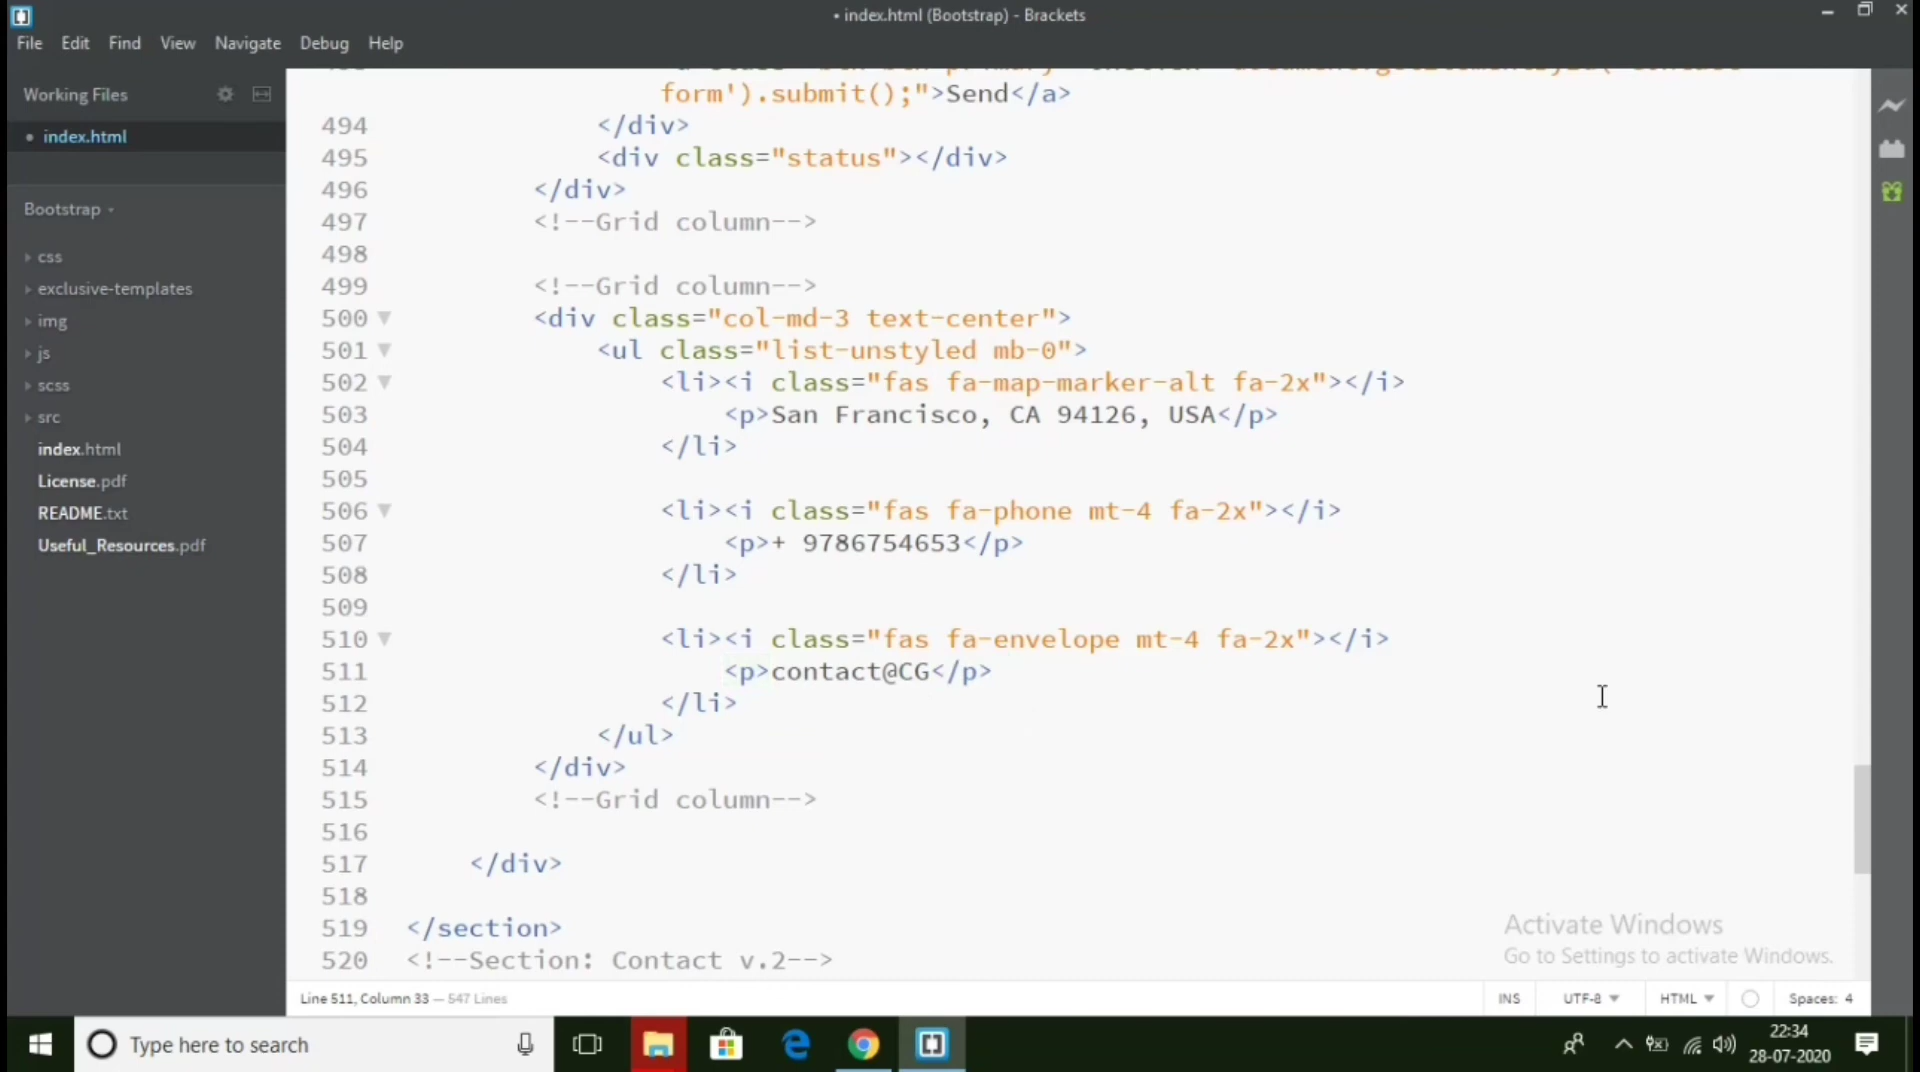 • index.html (Bootstrap) - Brackets
File Edit Find View Navigate Debug Help
Working Files
• index.html
Bootstrap
css
exclusive-templates
img
js
scss
src
index.html
License.pdf
README.txt
Useful_Resources.pdf
form').submit();">Send</a>
494 </div>
495 <div class="status"></div>
496 </div>
497 <!--Grid column-->
498
499 <!--Grid column-->
500 <div class="col-md-3 text-center">
501 <ul class="list-unstyled mb-0">
502 <li><i class="fas fa-map-marker-alt fa-2x"></i>
503 <p>San Francisco, CA 94126, USA</p>
504 </li>
505
506 <li><i class="fas fa-phone mt-4 fa-2x"></i>
507 <p>+ 9786754653</p>
508 </li>
509
510 <li><i class="fas fa-envelope mt-4 fa-2x"></i>
511 <p>contact@CG</p>
512 </li>
513 </ul>
514 </div>
515 <!--Grid column-->
516
517 </div>
518
519 </section>
520 <!--Section: Contact v.2-->
Activate Windows
Go to Settings to activate Windows.
Line 511, Column 33 — 547 Lines
INS UTF-8 HTML Spaces: 4
Type here to search
22:34
28-07-2020